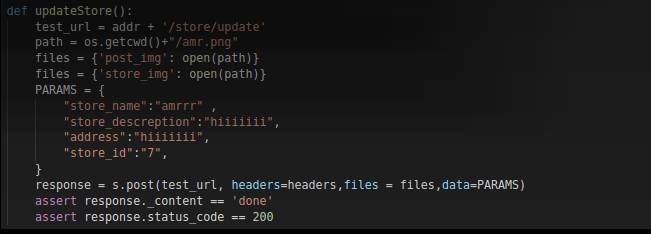 def updateStore():
    test_url = addr + '/store/update'
    path = os.getcwd()+"/amr.png"
    files = {'post_img': open(path)}
    files = {'store_img': open(path)}
    PARAMS = {
        "store_name":"amrrr" ,
        "store_descreption":"hiiiiiii",
        "address":"hiiiiiii",
        "store_id":"7",
    }
    response = s.post(test_url, headers=headers,files = files,data=PARAMS)
    assert response._content == 'done'
    assert response.status_code == 200